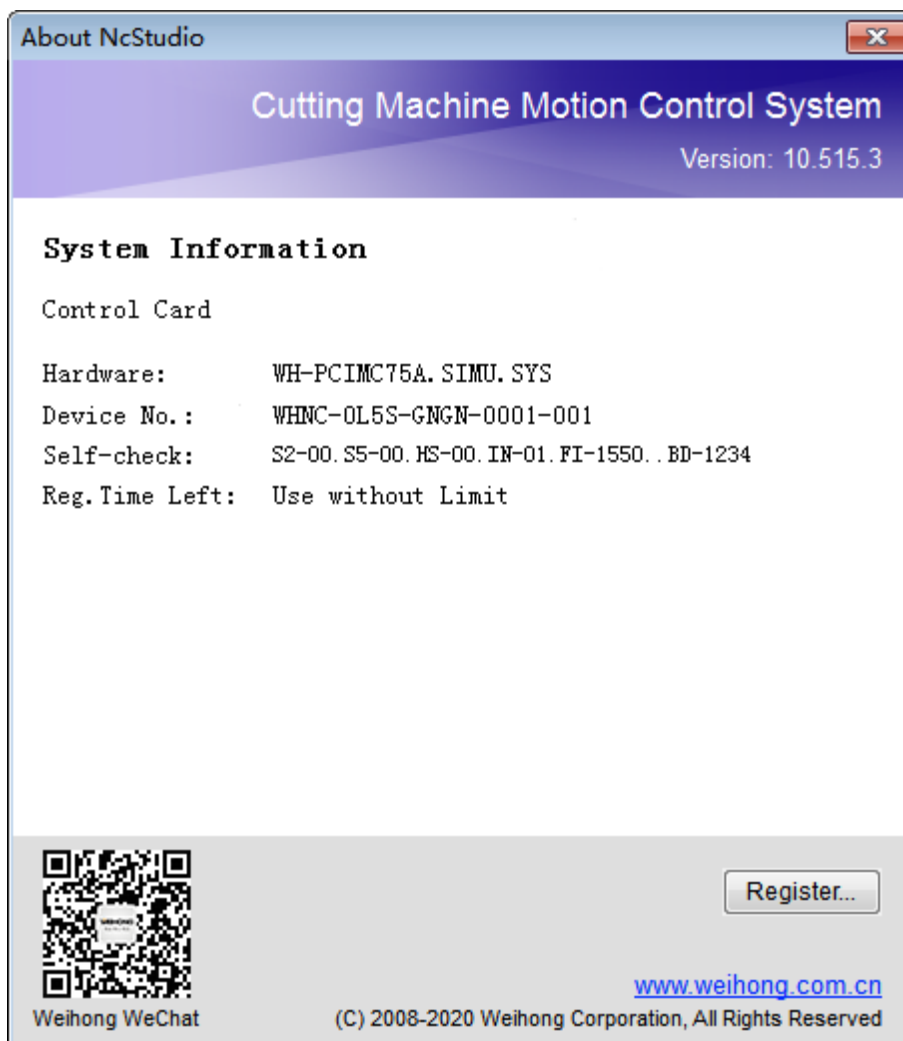 About NcStudio
Cutting Machine Motion Control System
Version: 10.515.3
System Information
Control Card
Hardware: WH-PCIMC75A.SIMU.SYS
Device No.: WHNC-0L5S-GNGN-0001-001
Self-check: S2-00.S5-00.HS-00.IN-01.FI-1550..BD-1234
Reg.Time Left: Use without Limit
WEIHONG
Register...
www.weihong.com.cn
Weihong WeChat
(C) 2008-2020 Weihong Corporation, All Rights Reserved